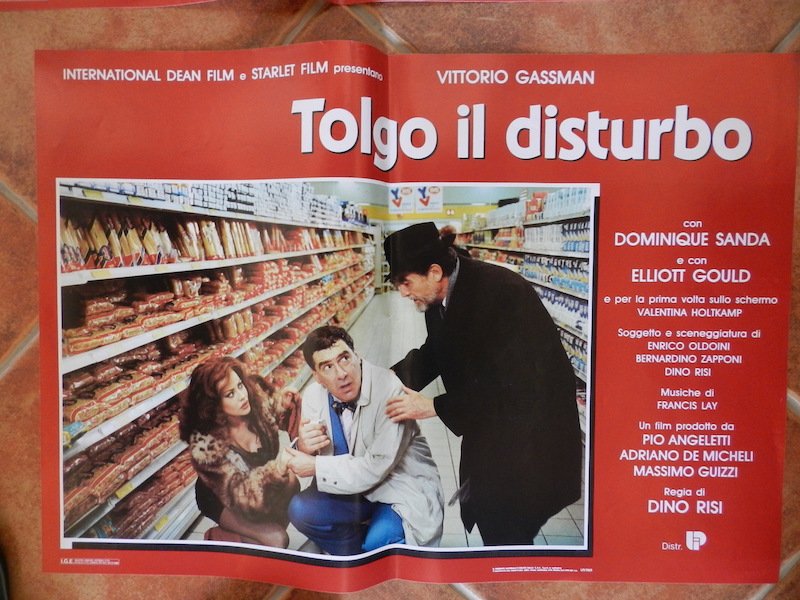 INTERNATIONAL DEAN FILM e STARLET FILM presentano
VITTORIO GASSMAN
Tolgo il disturbo
con
DOMINIQUE SANDA
e con
ELLIOTT GOULD
e per la prima volta sullo schermo
VALENTINA HOLTKAMP
Soggetto e sceneggiatura di
ENRICO OLDOINI
BERNARDINO ZAPPONI
DINO RISI
Musiche di
FRANCIS LAY
Un film prodotto da
PIO ANGELETTI
ADRIANO DE MICHELI
MASSIMO GUIZZI
Regia di
DINO RISI
Distr.
I.G.E.